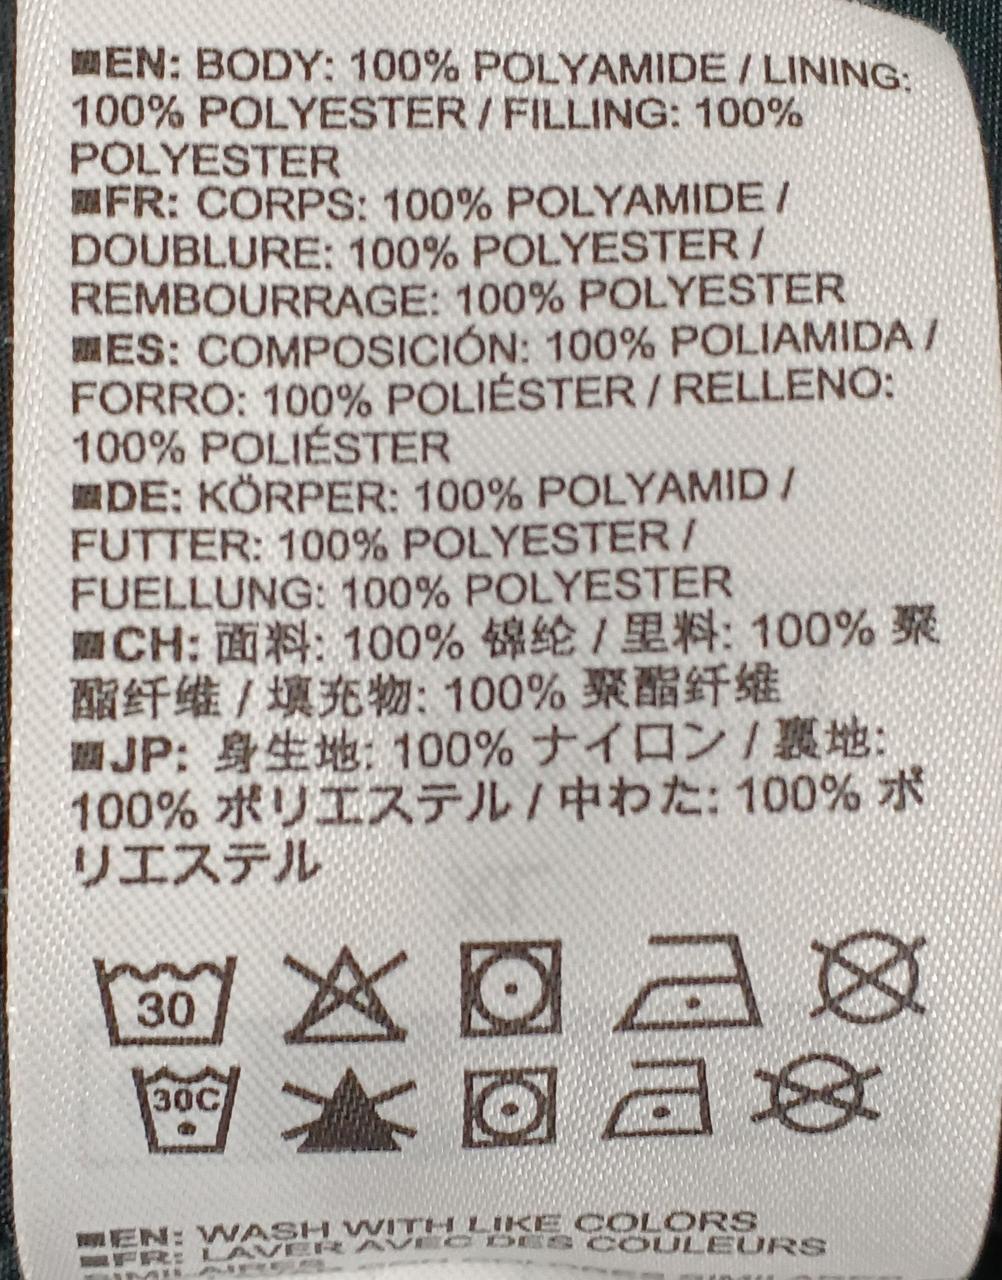 ■EN: BODY: 100% POLYAMIDE / LINING:
100% POLYESTER / FILLING: 100%
POLYESTER
■FR: CORPS: 100% POLYAMIDE /
DOUBLURE: 100% POLYESTER /
REMBOURRAGE: 100% POLYESTER
■ES: COMPOSICIÓN: 100% POLIAMIDA /
FORRO: 100% POLIÉSTER / RELLENO:
100% POLIÉSTER
■DE: KÖRPER: 100% POLYAMID /
FUTTER: 100% POLYESTER /
FUELLUNG: 100% POLYESTER
■CH: 面料: 100% 锦纶 / 里料: 100% 聚
酯纤维 / 填充物: 100% 聚酯纤维
■JP: 身生地: 100% ナイロン / 裏地:
100% ポリエステル / 中わた: 100% ポ
リエステル
30
30C
■EN: WASH WITH LIKE COLORS
■FR: LAVER AVEC DES COULEURS
SIMILAIRES.